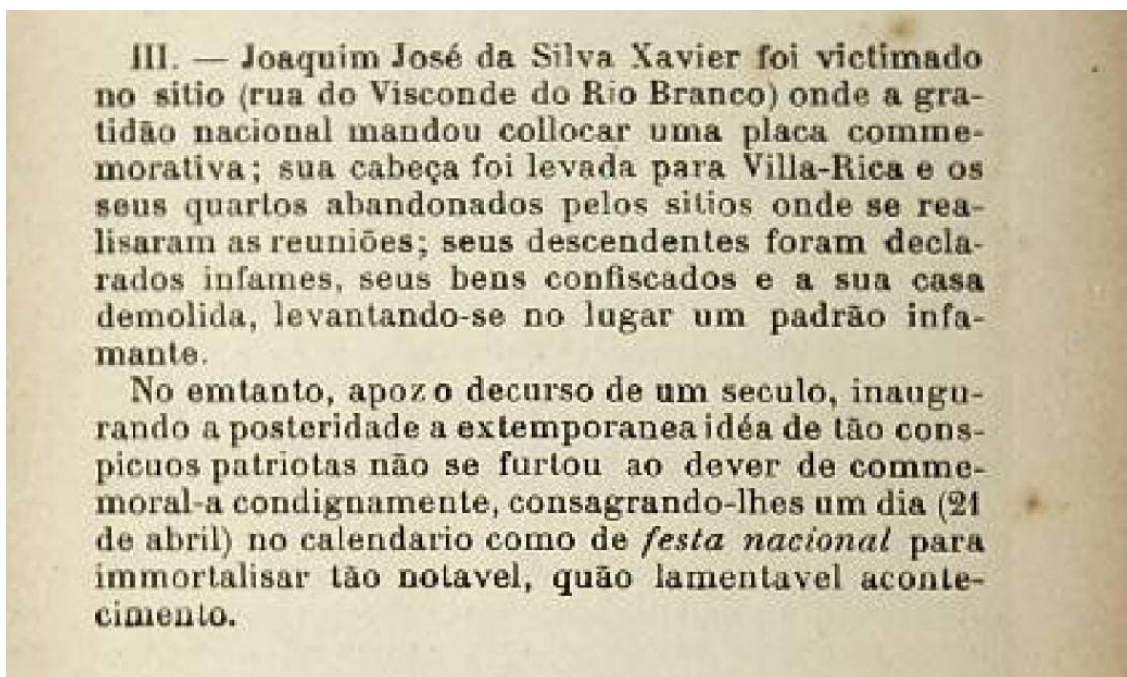 III. — Joaquim José da Silva Xavier foi victimado
no sitio (rua do Visconde do Rio Branco) onde a gra-
tidão nacional mandou collocar uma placa comme-
morativa; sua cabeça foi levada para Villa-Rica e os
seus quartos abandonados pelos sitios onde se rea-
lisaram as reuniões; seus descendentes foram decla-
rados infames, seus bens confiscados e a sua casa
demolida, levantando-se no lugar um padrão infa-
mante.
No emtanto, apoz o decurso de um seculo, inaugu-
rando a posteridade a extemporanea idéa de tão cons-
picuos patriotas não se furtou ao dever de comme-
moral-a condignamente, consagrando-lhes um dia (21
de abril) no calendario como de festa nacional para
immortalisar tão notavel, quão lamentavel aconte-
cimento.